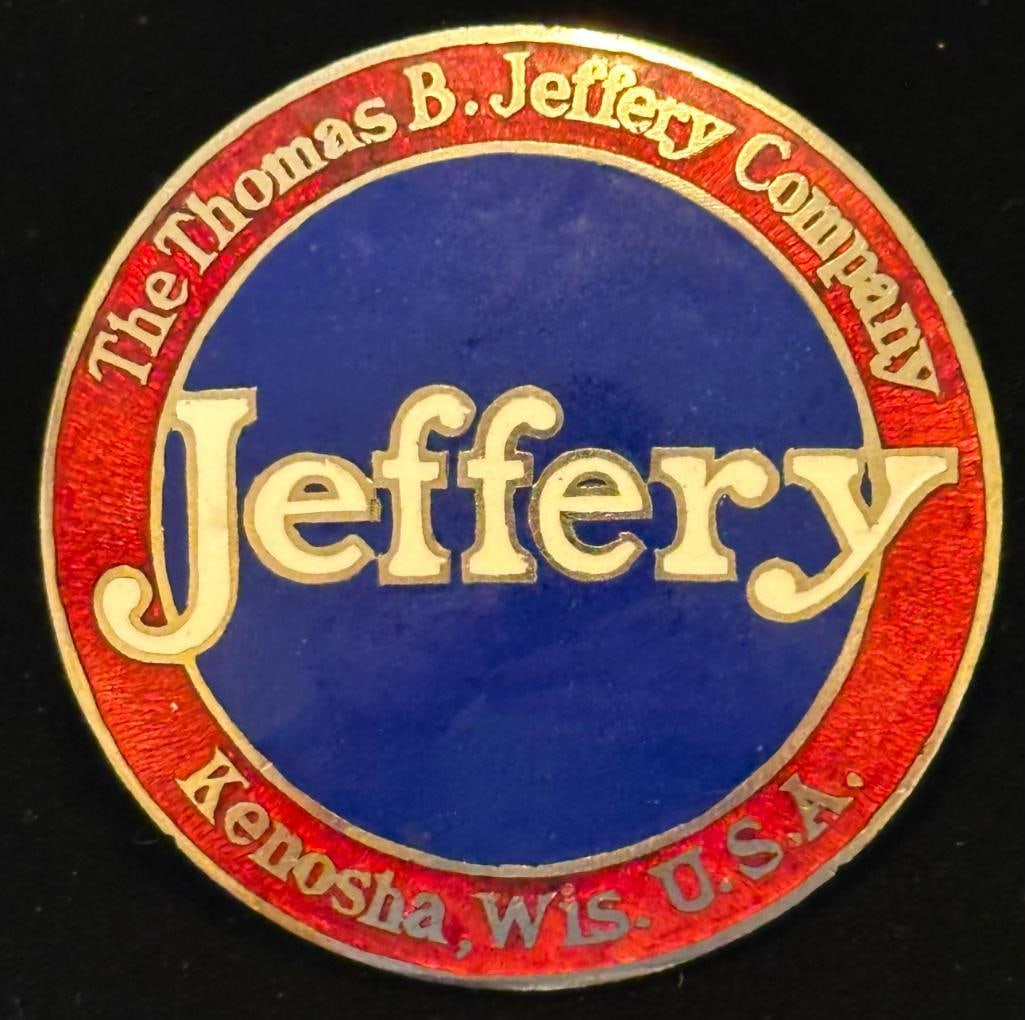 The Thomas B. Jeffery Company
Jeffery
Kenosha, Wis. U.S.A.